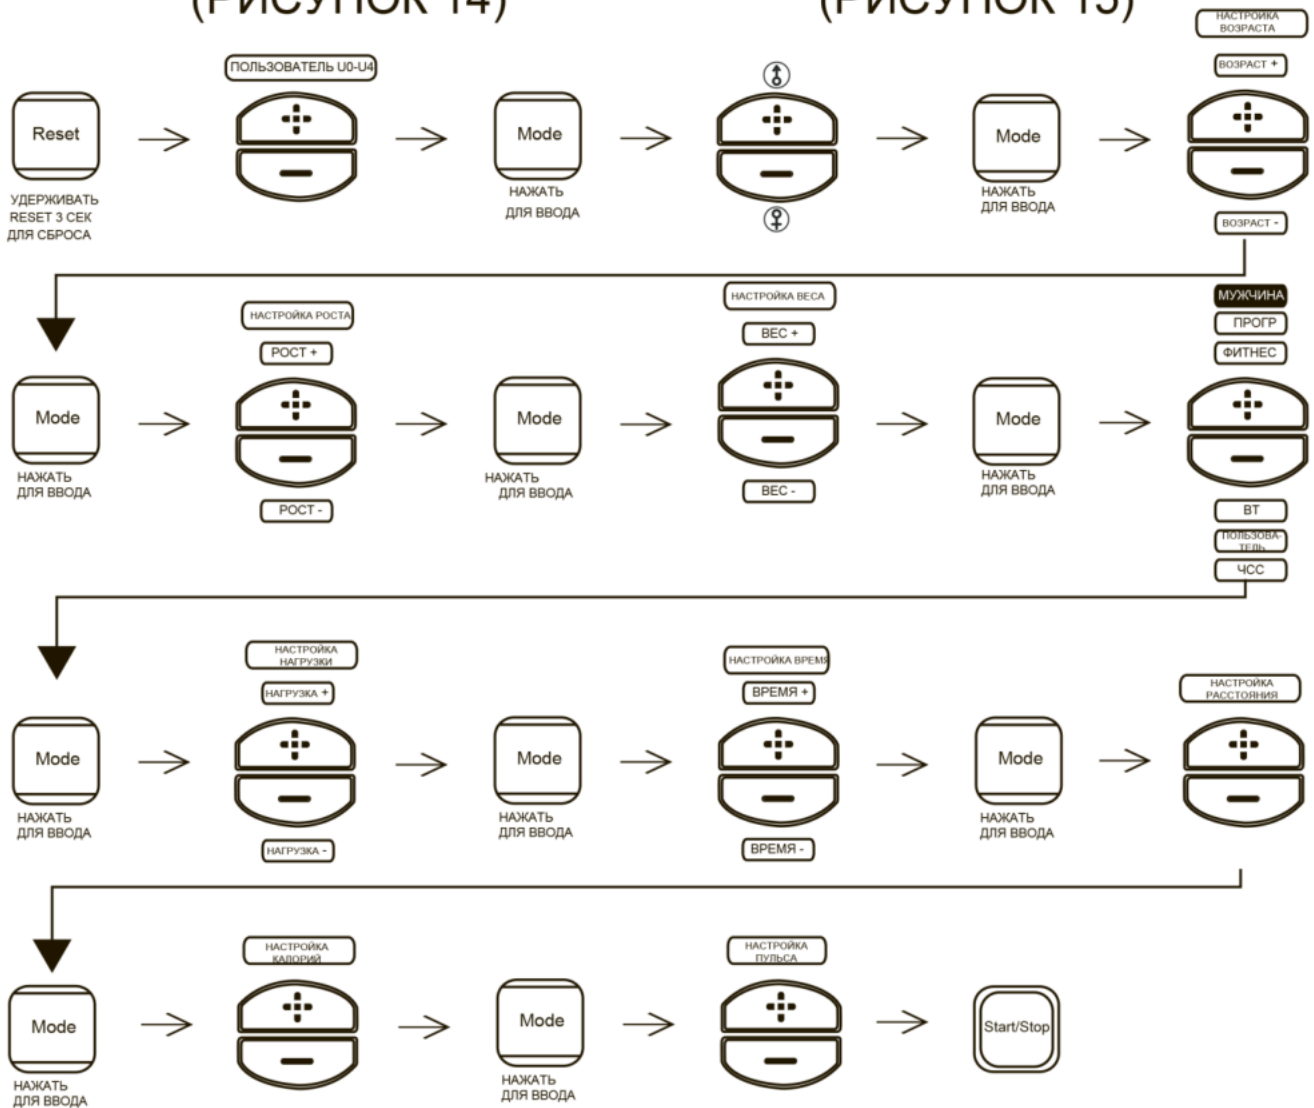 (РИСУНОК 14)
(РИСУНОК 15)
НАСТРОЙКА
ВОЗРАСТА
ПОЛЬЗОВАТЕЛЬ U0-U4
ВОЗРАСТ +
Reset
Mode
Mode
УДЕРЖИВАТЬ
RESET 3 СЕК
ДЛЯ СБРОСА
НАЖАТЬ
ДЛЯ ВВОДА
НАЖАТЬ
ДЛЯ ВВОДА
ВОЗРАСТ -
НАСТРОЙКА РОСТА
РОСТ +
НАСТРОЙКА ВЕСА
ВЕС +
МУЖЧИНА
ПРОГР
ФИТНЕС
Mode
Mode
Mode
НАЖАТЬ
ДЛЯ ВВОДА
РОСТ -
НАЖАТЬ
ДЛЯ ВВОДА
ВЕС -
НАЖАТЬ
ДЛЯ ВВОДА
ВТ
ПОЛЬЗОВА-
ТЕЛЬ
ЧСС
НАСТРОЙКА
НАГРУЗКИ
НАГРУЗКА +
НАСТРОЙКА ВРЕМЯ
ВРЕМЯ +
НАСТРОЙКА
РАССТОЯНИЯ
Mode
Mode
Mode
НАЖАТЬ
ДЛЯ ВВОДА
НАГРУЗКА -
НАЖАТЬ
ДЛЯ ВВОДА
ВРЕМЯ -
НАЖАТЬ
ДЛЯ ВВОДА
НАСТРОЙКА
КАЛОРИЙ
НАСТРОЙКА
ПУЛЬСА
Mode
Mode
Start/Stop
НАЖАТЬ
ДЛЯ ВВОДА
НАЖАТЬ
ДЛЯ ВВОДА